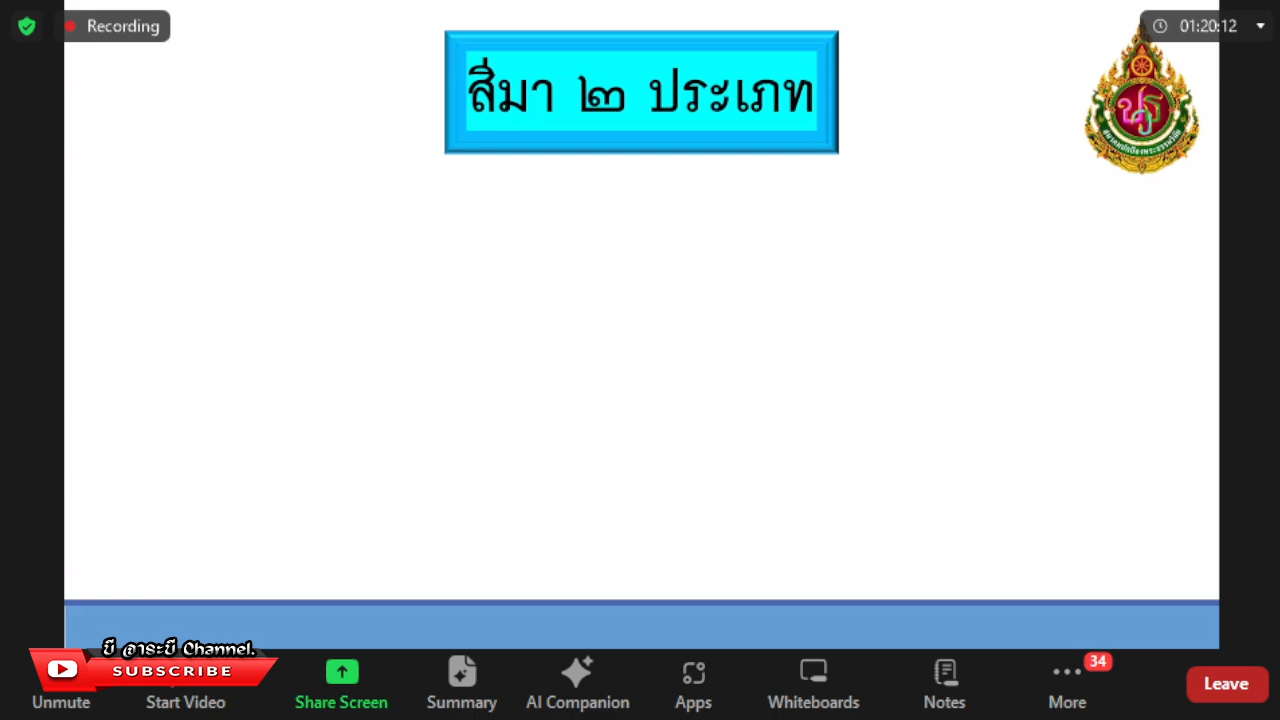 Recording
01:20:12
สีมา ๒ ประเภท
บี อาระบี Channel.
SUBSCRIBE
Unmute
Start Video
Share Screen
Summary
AI Companion
Apps
Whiteboards
Notes
34
More
Leave